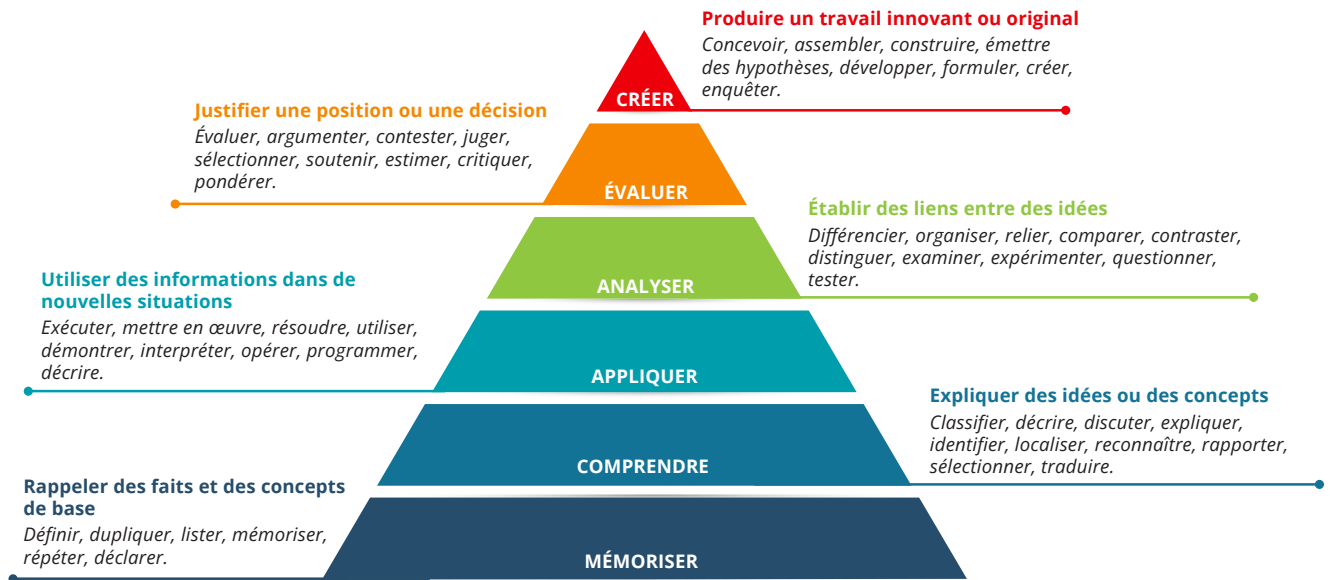 Produire un travail innovant ou original
Concevoir, assembler, construire, émettre
des hypothèses, développer, formuler, créer,
enquêter.
CRÉER
Justifier une position ou une décision
Évaluer, argumenter, contester, juger,
sélectionner, soutenir, estimer, critiquer,
pondérer.
ÉVALUER
Établir des liens entre des idées
Différencier, organiser, relier, comparer, contraster,
distinguer, examiner, expérimenter, questionner,
tester.
ANALYSER
Utiliser des informations dans de
nouvelles situations
Exécuter, mettre en œuvre, résoudre, utiliser,
démontrer, interpréter, opérer, programmer,
décrire.
APPLIQUER
Expliquer des idées ou des concepts
Classifier, décrire, discuter, expliquer,
identifier, localiser, reconnaître, rapporter,
sélectionner, traduire.
COMPRENDRE
Rappeler des faits et des concepts
de base
Définir, dupliquer, lister, mémoriser,
répéter, déclarer.
MÉMORISER